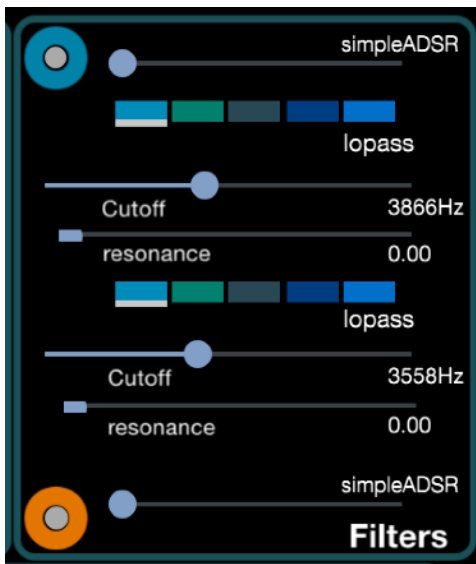 simpleADSR
lopass
Cutoff 3866Hz
resonance 0.00
lopass
Cutoff 3558Hz
resonance 0.00
simpleADSR
Filters